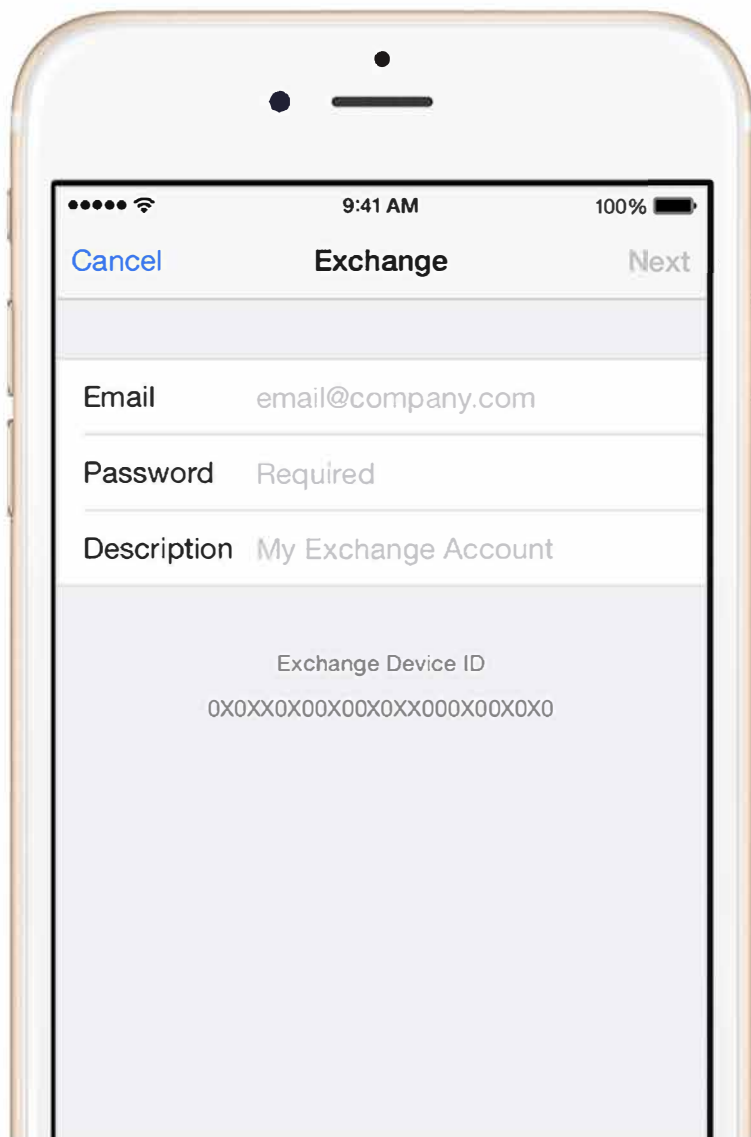 9:41 AM 100%
Cancel Exchange Next
Email email@company.com
Password Required
Description My Exchange Account
Exchange Device ID
0X0XX0X00X00X0XX000X00X0X0